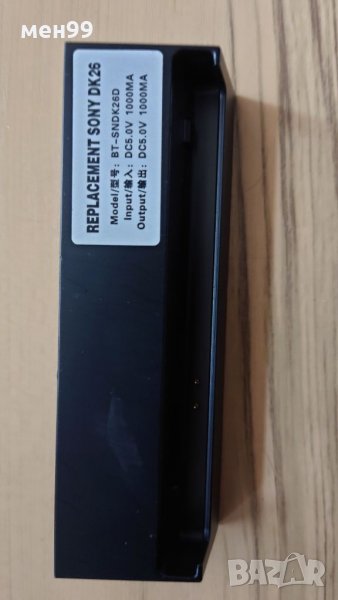 мен99
REPLACEMENT SONY DK26
Model/型号: BT-SNDK26D
Input/输入: DC5.0V 1000MA
Output/输出: DC5.0V 1000MA
BAZAR